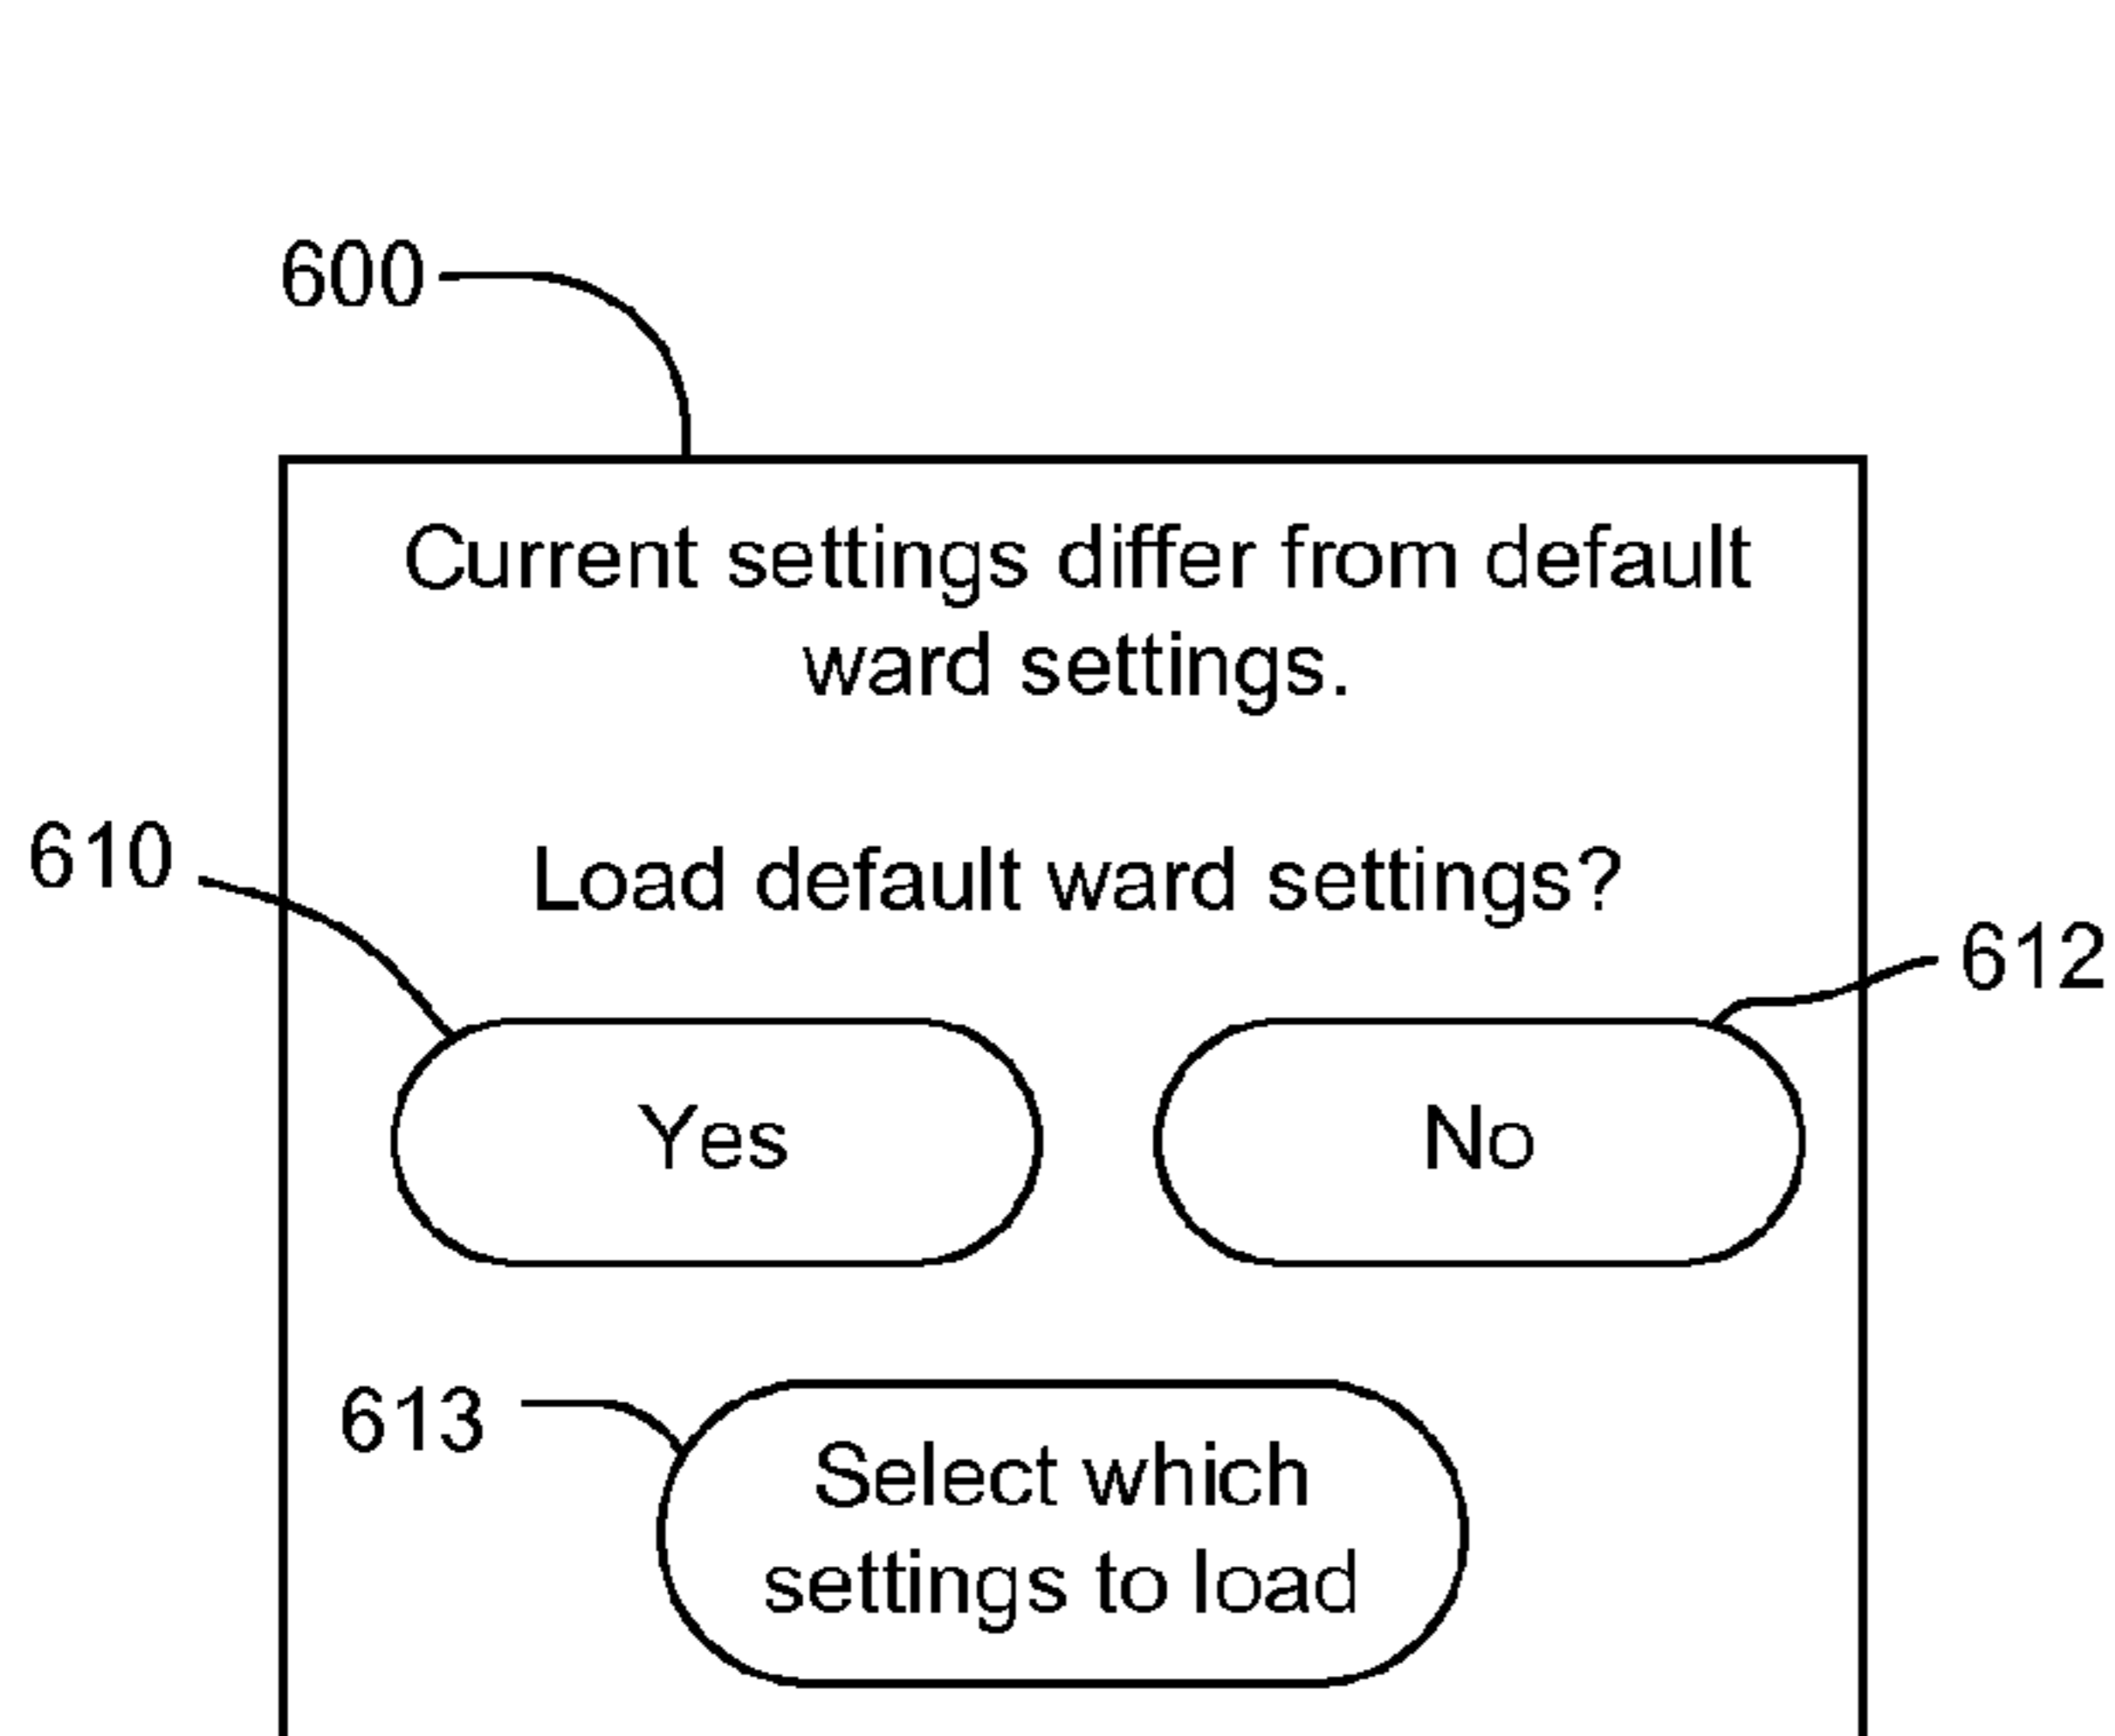 600
Current settings differ from default
ward settings.
610
Load default ward settings?
612
Yes
No
613
Select which
settings to load